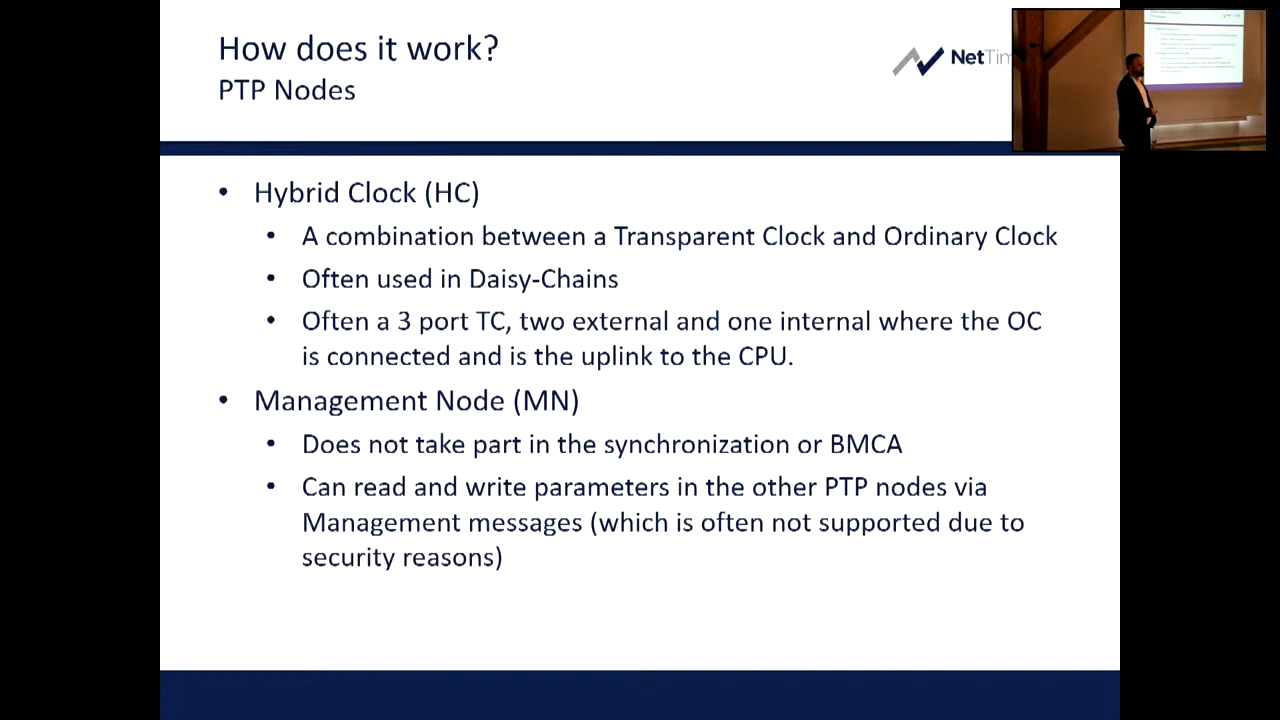 How does it work?
PTP Nodes
NetTim
• Hybrid Clock (HC)
• A combination between a Transparent Clock and Ordinary Clock
• Often used in Daisy-Chains
• Often a 3 port TC, two external and one internal where the OC
is connected and is the uplink to the CPU.
• Management Node (MN)
• Does not take part in the synchronization or BMCA
• Can read and write parameters in the other PTP nodes via
Management messages (which is often not supported due to
security reasons)